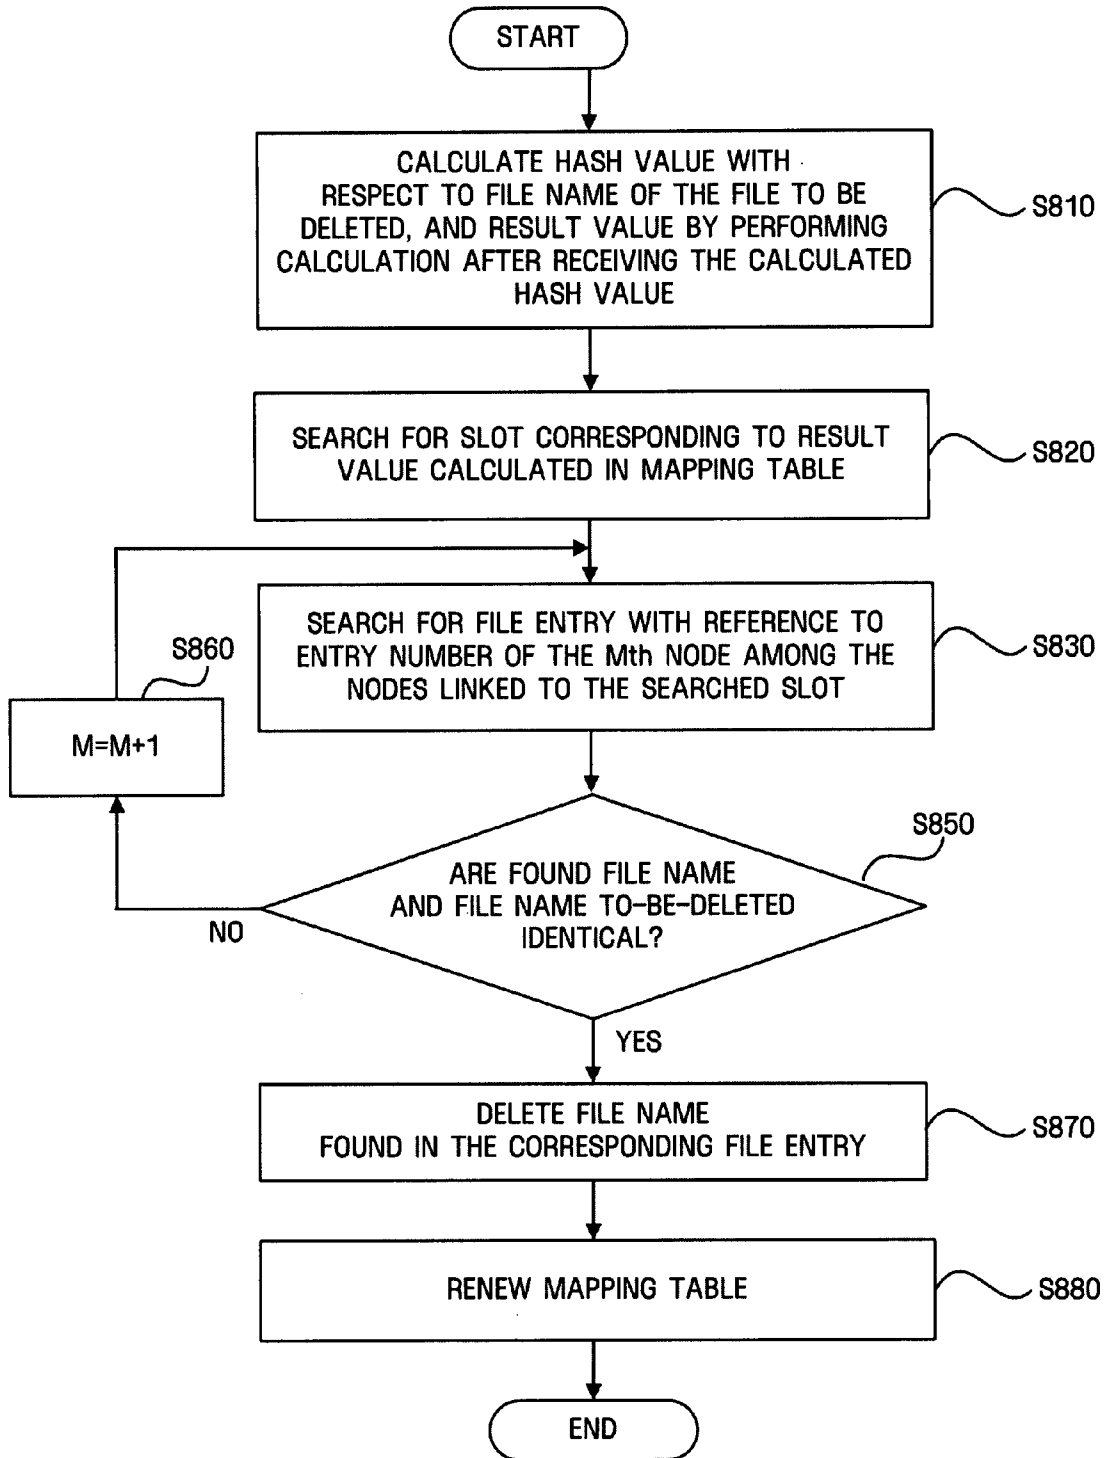 START
CALCULATE HASH VALUE WITH
RESPECT TO FILE NAME OF THE FILE TO BE
DELETED, AND RESULT VALUE BY PERFORMING
CALCULATION AFTER RECEIVING THE CALCULATED
HASH VALUE
S810
SEARCH FOR SLOT CORRESPONDING TO RESULT
VALUE CALCULATED IN MAPPING TABLE
S820
SEARCH FOR FILE ENTRY WITH REFERENCE TO
ENTRY NUMBER OF THE Mth NODE AMONG THE
NODES LINKED TO THE SEARCHED SLOT
S830
S860
M=M+1
ARE FOUND FILE NAME
AND FILE NAME TO-BE-DELETED
IDENTICAL?
S850
NO
YES
DELETE FILE NAME
FOUND IN THE CORRESPONDING FILE ENTRY
S870
RENEW MAPPING TABLE
S880
END